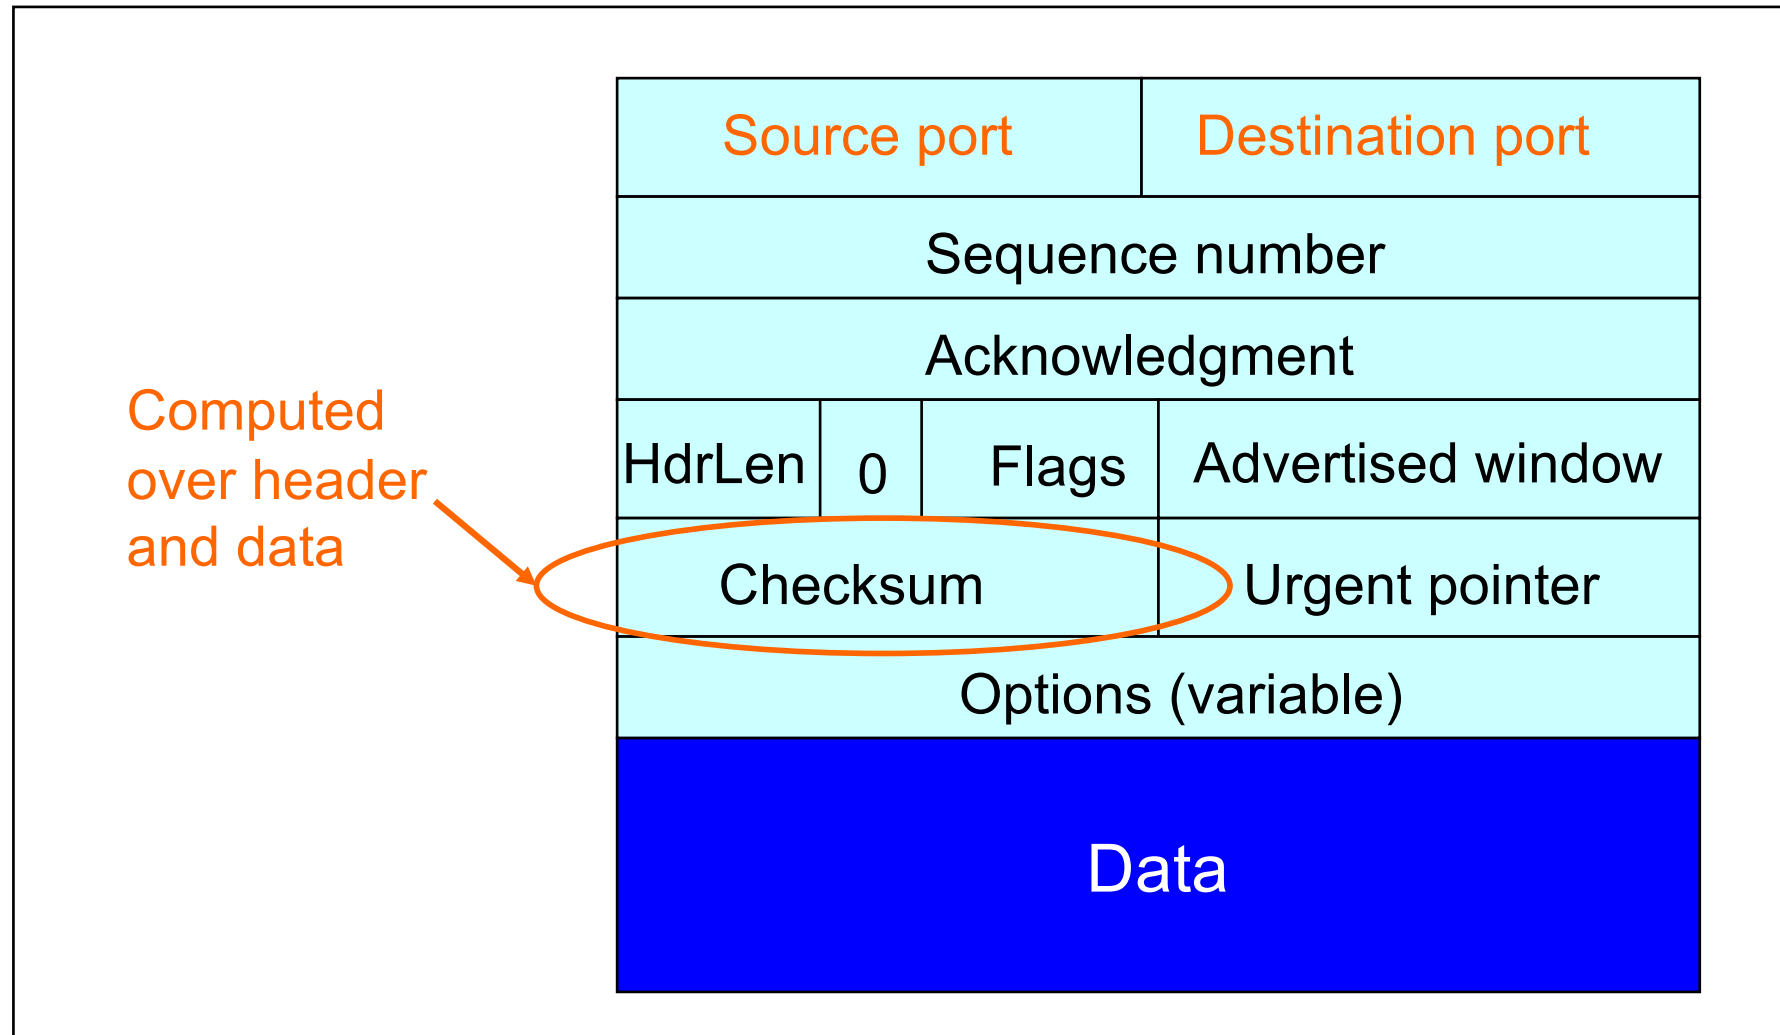 Source port
Destination port
Sequence number
Acknowledgment
HdrLen
0
Flags
Advertised window
Checksum
Urgent pointer
Options (variable)
Data
Computed
over header
and data